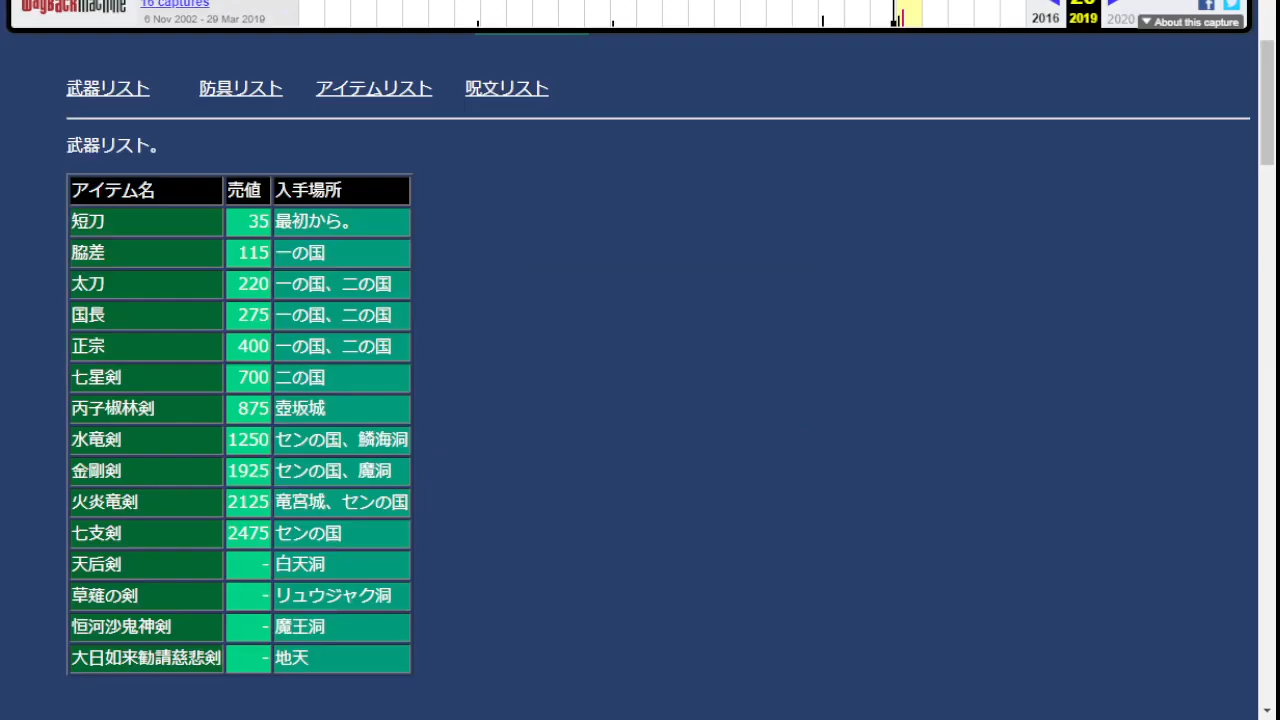 WayBackMachine
16 captures
6 Nov 2002 - 29 Mar 2019
2016 2019 2020
▼ About this capture
武器リスト 防具リスト アイテムリスト 呪文リスト
武器リスト。
アイテム名 売値 入手場所
短刀 35 最初から。
脇差 115 一の国
太刀 220 一の国、二の国
国長 275 一の国、二の国
正宗 400 一の国、二の国
七星剣 700 二の国
丙子椒林剣 875 壺坂城
水竜剣 1250 センの国、鱗海洞
金剛剣 1925 センの国、魔洞
火炎竜剣 2125 竜宮城、センの国
七支剣 2475 センの国
天后剣 - 白天洞
草薙の剣 - リュウジャク洞
恒河沙鬼神剣 - 魔王洞
大日如来勧請慈悲剣 - 地天